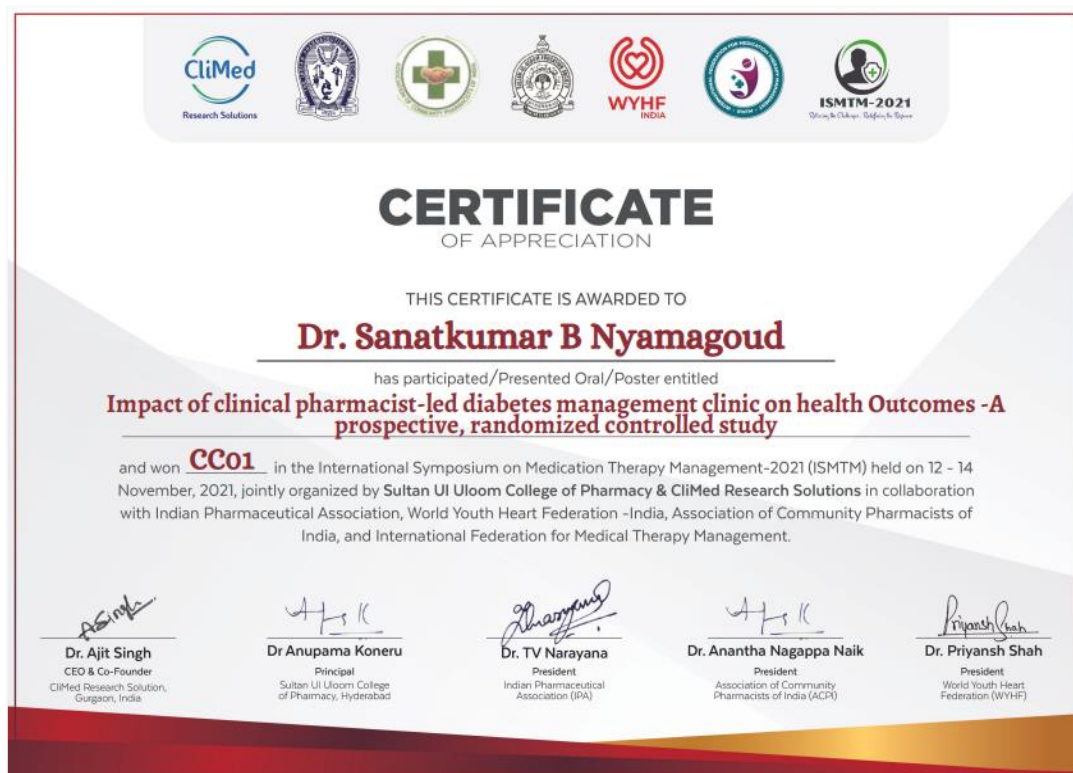 CliMed
Research Solutions
WYHF
INDIA
ISMTM-2021
CERTIFICATE
OF APPRECIATION
THIS CERTIFICATE IS AWARDED TO
Dr. Sanatkumar B Nyamagoud
has participated/Presented Oral/Poster entitled
Impact of clinical pharmacist-led diabetes management clinic on health Outcomes -A
prospective, randomized controlled study
and won CC01 in the International Symposium on Medication Therapy Management-2021 (ISMTM) held on 12 - 14
November, 2021, jointly organized by Sultan Ul Uloom College of Pharmacy & CliMed Research Solutions in collaboration
with Indian Pharmaceutical Association, World Youth Heart Federation -India, Association of Community Pharmacists of
India, and International Federation for Medical Therapy Management.
ASingh
Priyansh Shah
Dr. Ajit Singh
Dr Anupama Koneru
Dr. TV Narayana
Dr. Anantha Nagappa Naik
Dr. Priyansh Shah
CEO & Co-Founder
Principal
President
President
President
CliMed Research Solution,
Gurgaon, India
Sultan Ul Uloom College
of Pharmacy, Hyderabad
Indian Pharmaceutical
Association (IPA)
Association of Community
Pharmacists of India (ACPI)
World Youth Heart
Federation (WYHF)